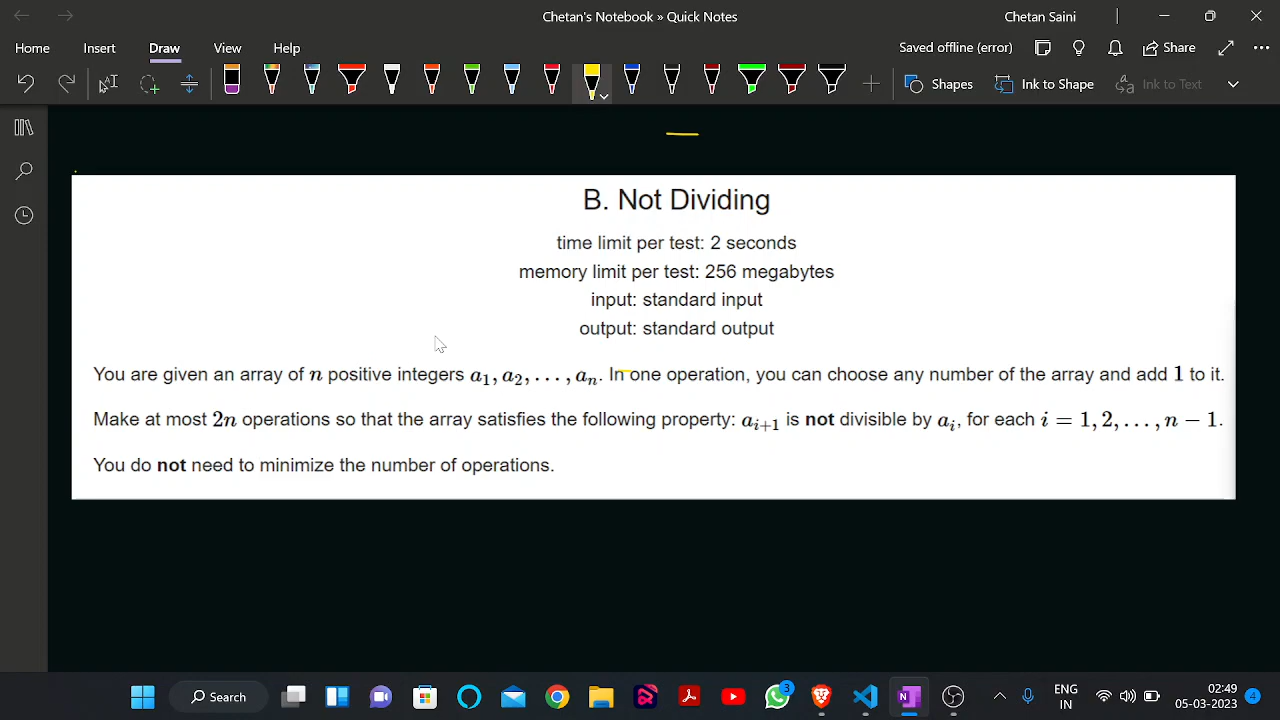 Chetan's Notebook » Quick Notes
Chetan Saini
Home Insert Draw View Help
Saved offline (error)
Share
Shapes
Ink to Shape
Ink to Text
B. Not Dividing
time limit per test: 2 seconds
memory limit per test: 256 megabytes
input: standard input
output: standard output
You are given an array of n positive integers a₁, a₂, . . . , aₙ. In one operation, you can choose any number of the array and add 1 to it.
Make at most 2n operations so that the array satisfies the following property: aᵢ₊₁ is not divisible by aᵢ, for each i = 1, 2, . . . , n − 1.
You do not need to minimize the number of operations.
Search
3
ENG
IN
02:49
05-03-2023
4